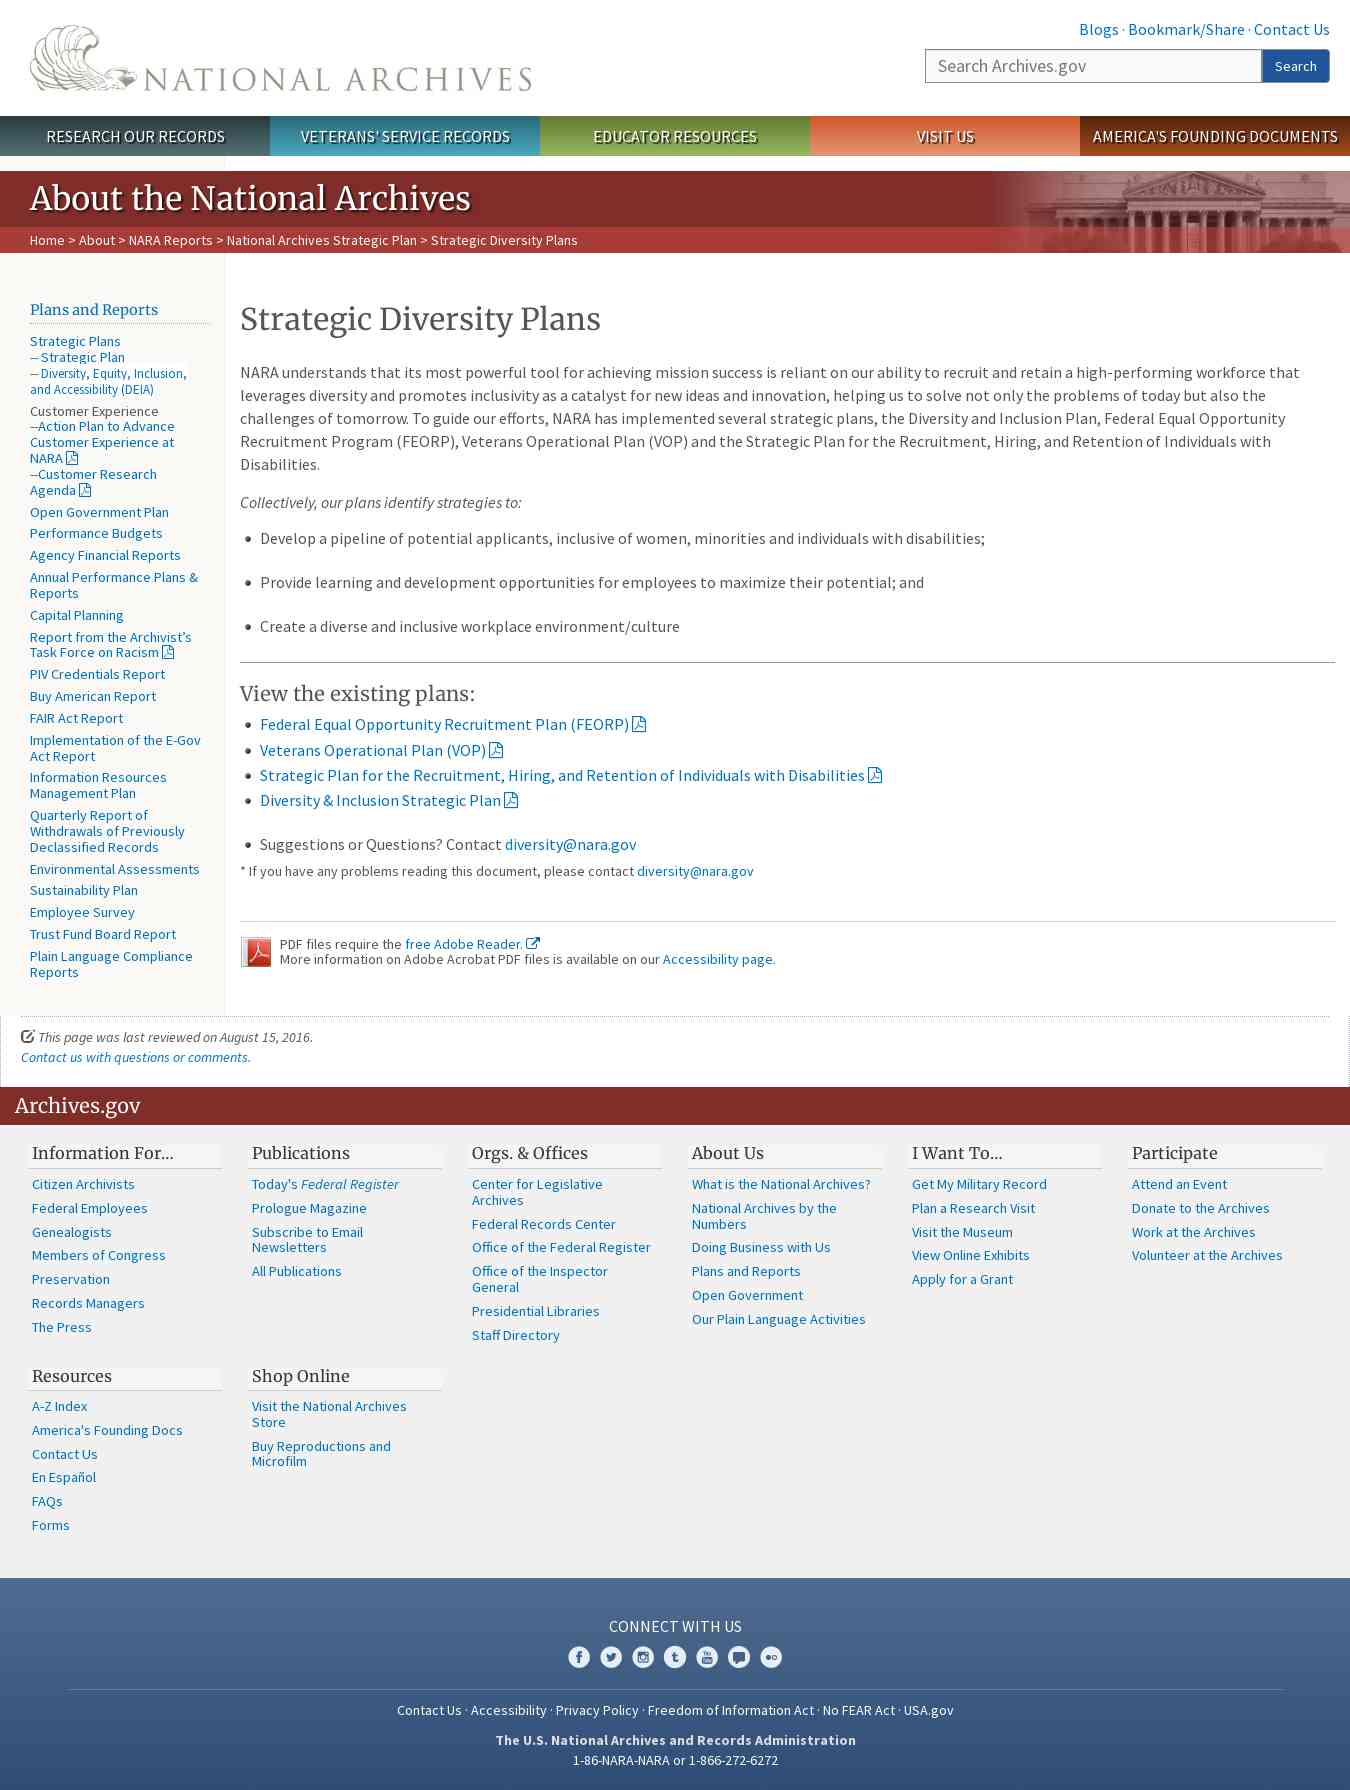 NATIONAL ARCHIVES
Blogs · Bookmark/Share · Contact Us
Search Archives.gov
Search
RESEARCH OUR RECORDS
VETERANS' SERVICE RECORDS
EDUCATOR RESOURCES
VISIT US
AMERICA'S FOUNDING DOCUMENTS
About the National Archives
Home > About > NARA Reports > National Archives Strategic Plan > Strategic Diversity Plans
Plans and Reports
Strategic Plans
-- Strategic Plan
-- Diversity, Equity, Inclusion,
and Accessibility (DEIA)
Customer Experience
--Action Plan to Advance
Customer Experience at
NARA
--Customer Research
Agenda
Open Government Plan
Performance Budgets
Agency Financial Reports
Annual Performance Plans &
Reports
Capital Planning
Report from the Archivist's
Task Force on Racism
PIV Credentials Report
Buy American Report
FAIR Act Report
Implementation of the E-Gov
Act Report
Information Resources
Management Plan
Quarterly Report of
Withdrawals of Previously
Declassified Records
Environmental Assessments
Sustainability Plan
Employee Survey
Trust Fund Board Report
Plain Language Compliance
Reports
Strategic Diversity Plans
NARA understands that its most powerful tool for achieving mission success is reliant on our ability to recruit and retain a high-performing workforce that
leverages diversity and promotes inclusivity as a catalyst for new ideas and innovation, helping us to solve not only the problems of today but also the
challenges of tomorrow. To guide our efforts, NARA has implemented several strategic plans, the Diversity and Inclusion Plan, Federal Equal Opportunity
Recruitment Program (FEORP), Veterans Operational Plan (VOP) and the Strategic Plan for the Recruitment, Hiring, and Retention of Individuals with
Disabilities.
Collectively, our plans identify strategies to:
• Develop a pipeline of potential applicants, inclusive of women, minorities and individuals with disabilities;
• Provide learning and development opportunities for employees to maximize their potential; and
• Create a diverse and inclusive workplace environment/culture
View the existing plans:
• Federal Equal Opportunity Recruitment Plan (FEORP)
• Veterans Operational Plan (VOP)
• Strategic Plan for the Recruitment, Hiring, and Retention of Individuals with Disabilities
• Diversity & Inclusion Strategic Plan
• Suggestions or Questions? Contact diversity@nara.gov
* If you have any problems reading this document, please contact diversity@nara.gov
PDF files require the free Adobe Reader.
More information on Adobe Acrobat PDF files is available on our Accessibility page.
This page was last reviewed on August 15, 2016.
Contact us with questions or comments.
Archives.gov
Information For…
Citizen Archivists
Federal Employees
Genealogists
Members of Congress
Preservation
Records Managers
The Press
Publications
Today's Federal Register
Prologue Magazine
Subscribe to Email
Newsletters
All Publications
Orgs. & Offices
Center for Legislative
Archives
Federal Records Center
Office of the Federal Register
Office of the Inspector
General
Presidential Libraries
Staff Directory
About Us
What is the National Archives?
National Archives by the
Numbers
Doing Business with Us
Plans and Reports
Open Government
Our Plain Language Activities
I Want To…
Get My Military Record
Plan a Research Visit
Visit the Museum
View Online Exhibits
Apply for a Grant
Participate
Attend an Event
Donate to the Archives
Work at the Archives
Volunteer at the Archives
Resources
A-Z Index
America's Founding Docs
Contact Us
En Español
FAQs
Forms
Shop Online
Visit the National Archives
Store
Buy Reproductions and
Microfilm
CONNECT WITH US
Contact Us · Accessibility · Privacy Policy · Freedom of Information Act · No FEAR Act · USA.gov
The U.S. National Archives and Records Administration
1-86-NARA-NARA or 1-866-272-6272